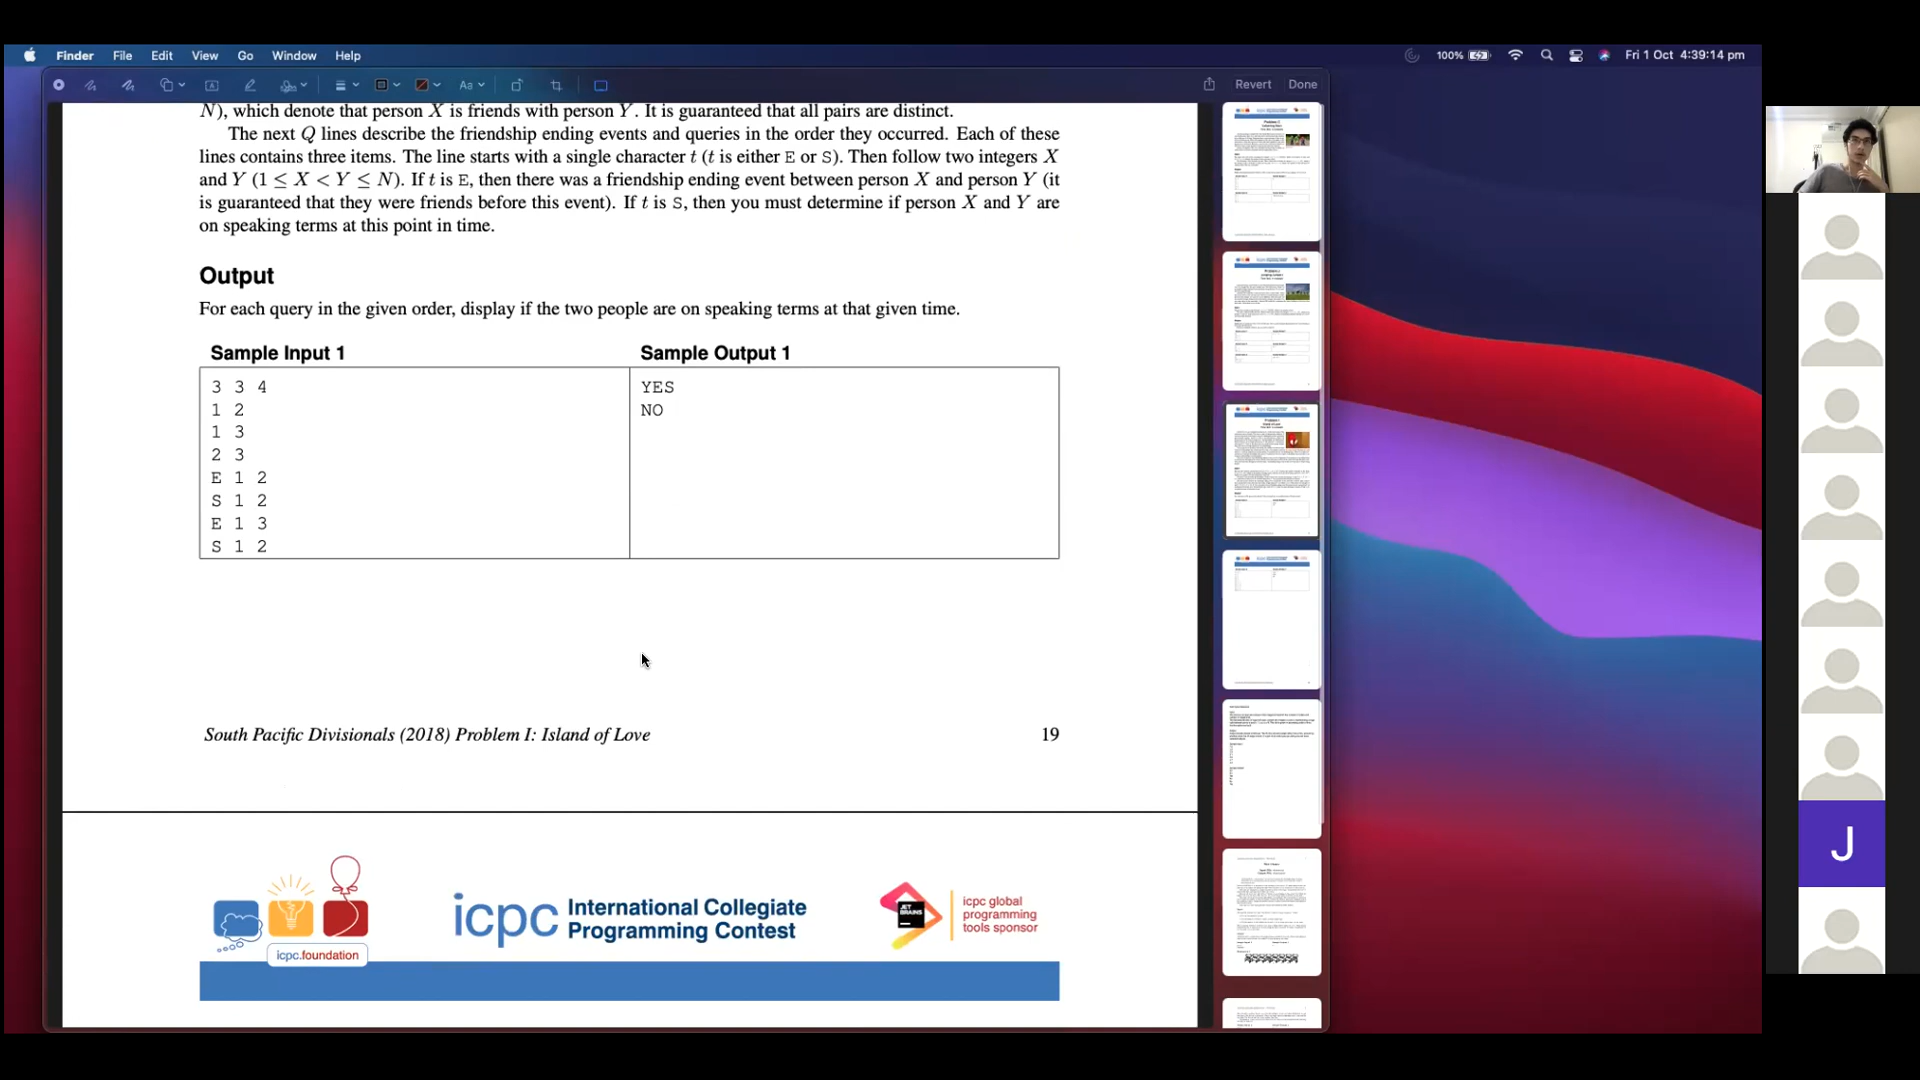 Finder File Edit View Go Window Help
100% Fri 1 Oct 4:39:14 pm
Aa
Revert Done
N), which denote that person X is friends with person Y. It is guaranteed that all pairs are distinct.
The next Q lines describe the friendship ending events and queries in the order they occurred. Each of these
lines contains three items. The line starts with a single character t (t is either E or S). Then follow two integers X
and Y (1 ≤ X < Y ≤ N). If t is E, then there was a friendship ending event between person X and person Y (it
is guaranteed that they were friends before this event). If t is S, then you must determine if person X and Y are
on speaking terms at this point in time.
Output
For each query in the given order, display if the two people are on speaking terms at that given time.
Sample Input 1
3 3 4
1 2
1 3
2 3
E 1 2
S 1 2
E 1 3
S 1 2
Sample Output 1
YES
NO
South Pacific Divisionals (2018) Problem I: Island of Love 19
icpc.foundation
icpc International Collegiate
Programming Contest
JET
BRAINS
icpc global
programming
tools sponsor
J